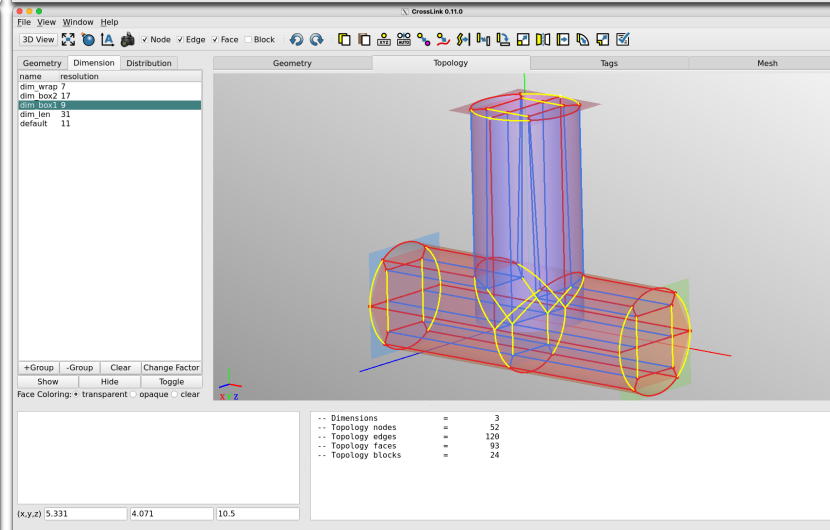 CrossLink 0.11.0
File View Window Help
3D View Node Edge Face Block
XYZ AUTO
Geometry Dimension Distribution
Geometry Topology Tags Mesh
name resolution
dim_wrap 7
dim_box2 17
dim_box1 9
dim_len 31
default 11
+Group -Group Clear Change Factor
Show Hide Toggle
Face Coloring: transparent opaque clear
-- Dimensions = 3
-- Topology nodes = 52
-- Topology edges = 120
-- Topology faces = 93
-- Topology blocks = 24
(x,y,z) 5.331 4.071 10.5